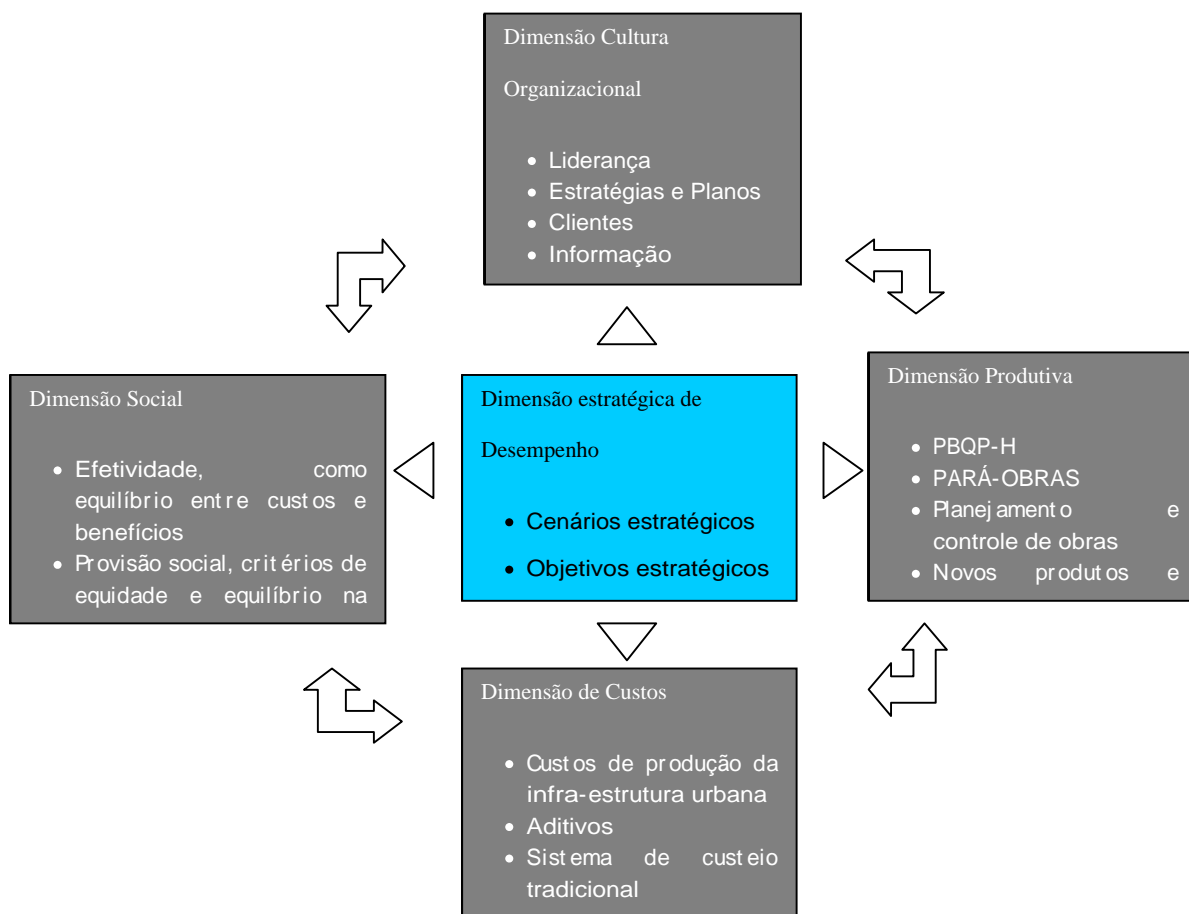 Dimensão Cultura
Organizacional
• Liderança
• Estratégias e Planos
• Clientes
• Informação
Dimensão Social
• Efetividade, como
equilíbrio entre custos e
benefícios
• Provisão social, critérios de
equidade e equilíbrio na
Dimensão estratégica de
Desempenho
• Cenários estratégicos
• Objetivos estratégicos
Dimensão Produtiva
• PBQP-H
• PARÁ-OBRAS
• Planejamento e
controle de obras
• Novos produtos e
Dimensão de Custos
• Custos de produção da
infra-estrutura urbana
• Aditivos
• Sistema de custeio
tradicional